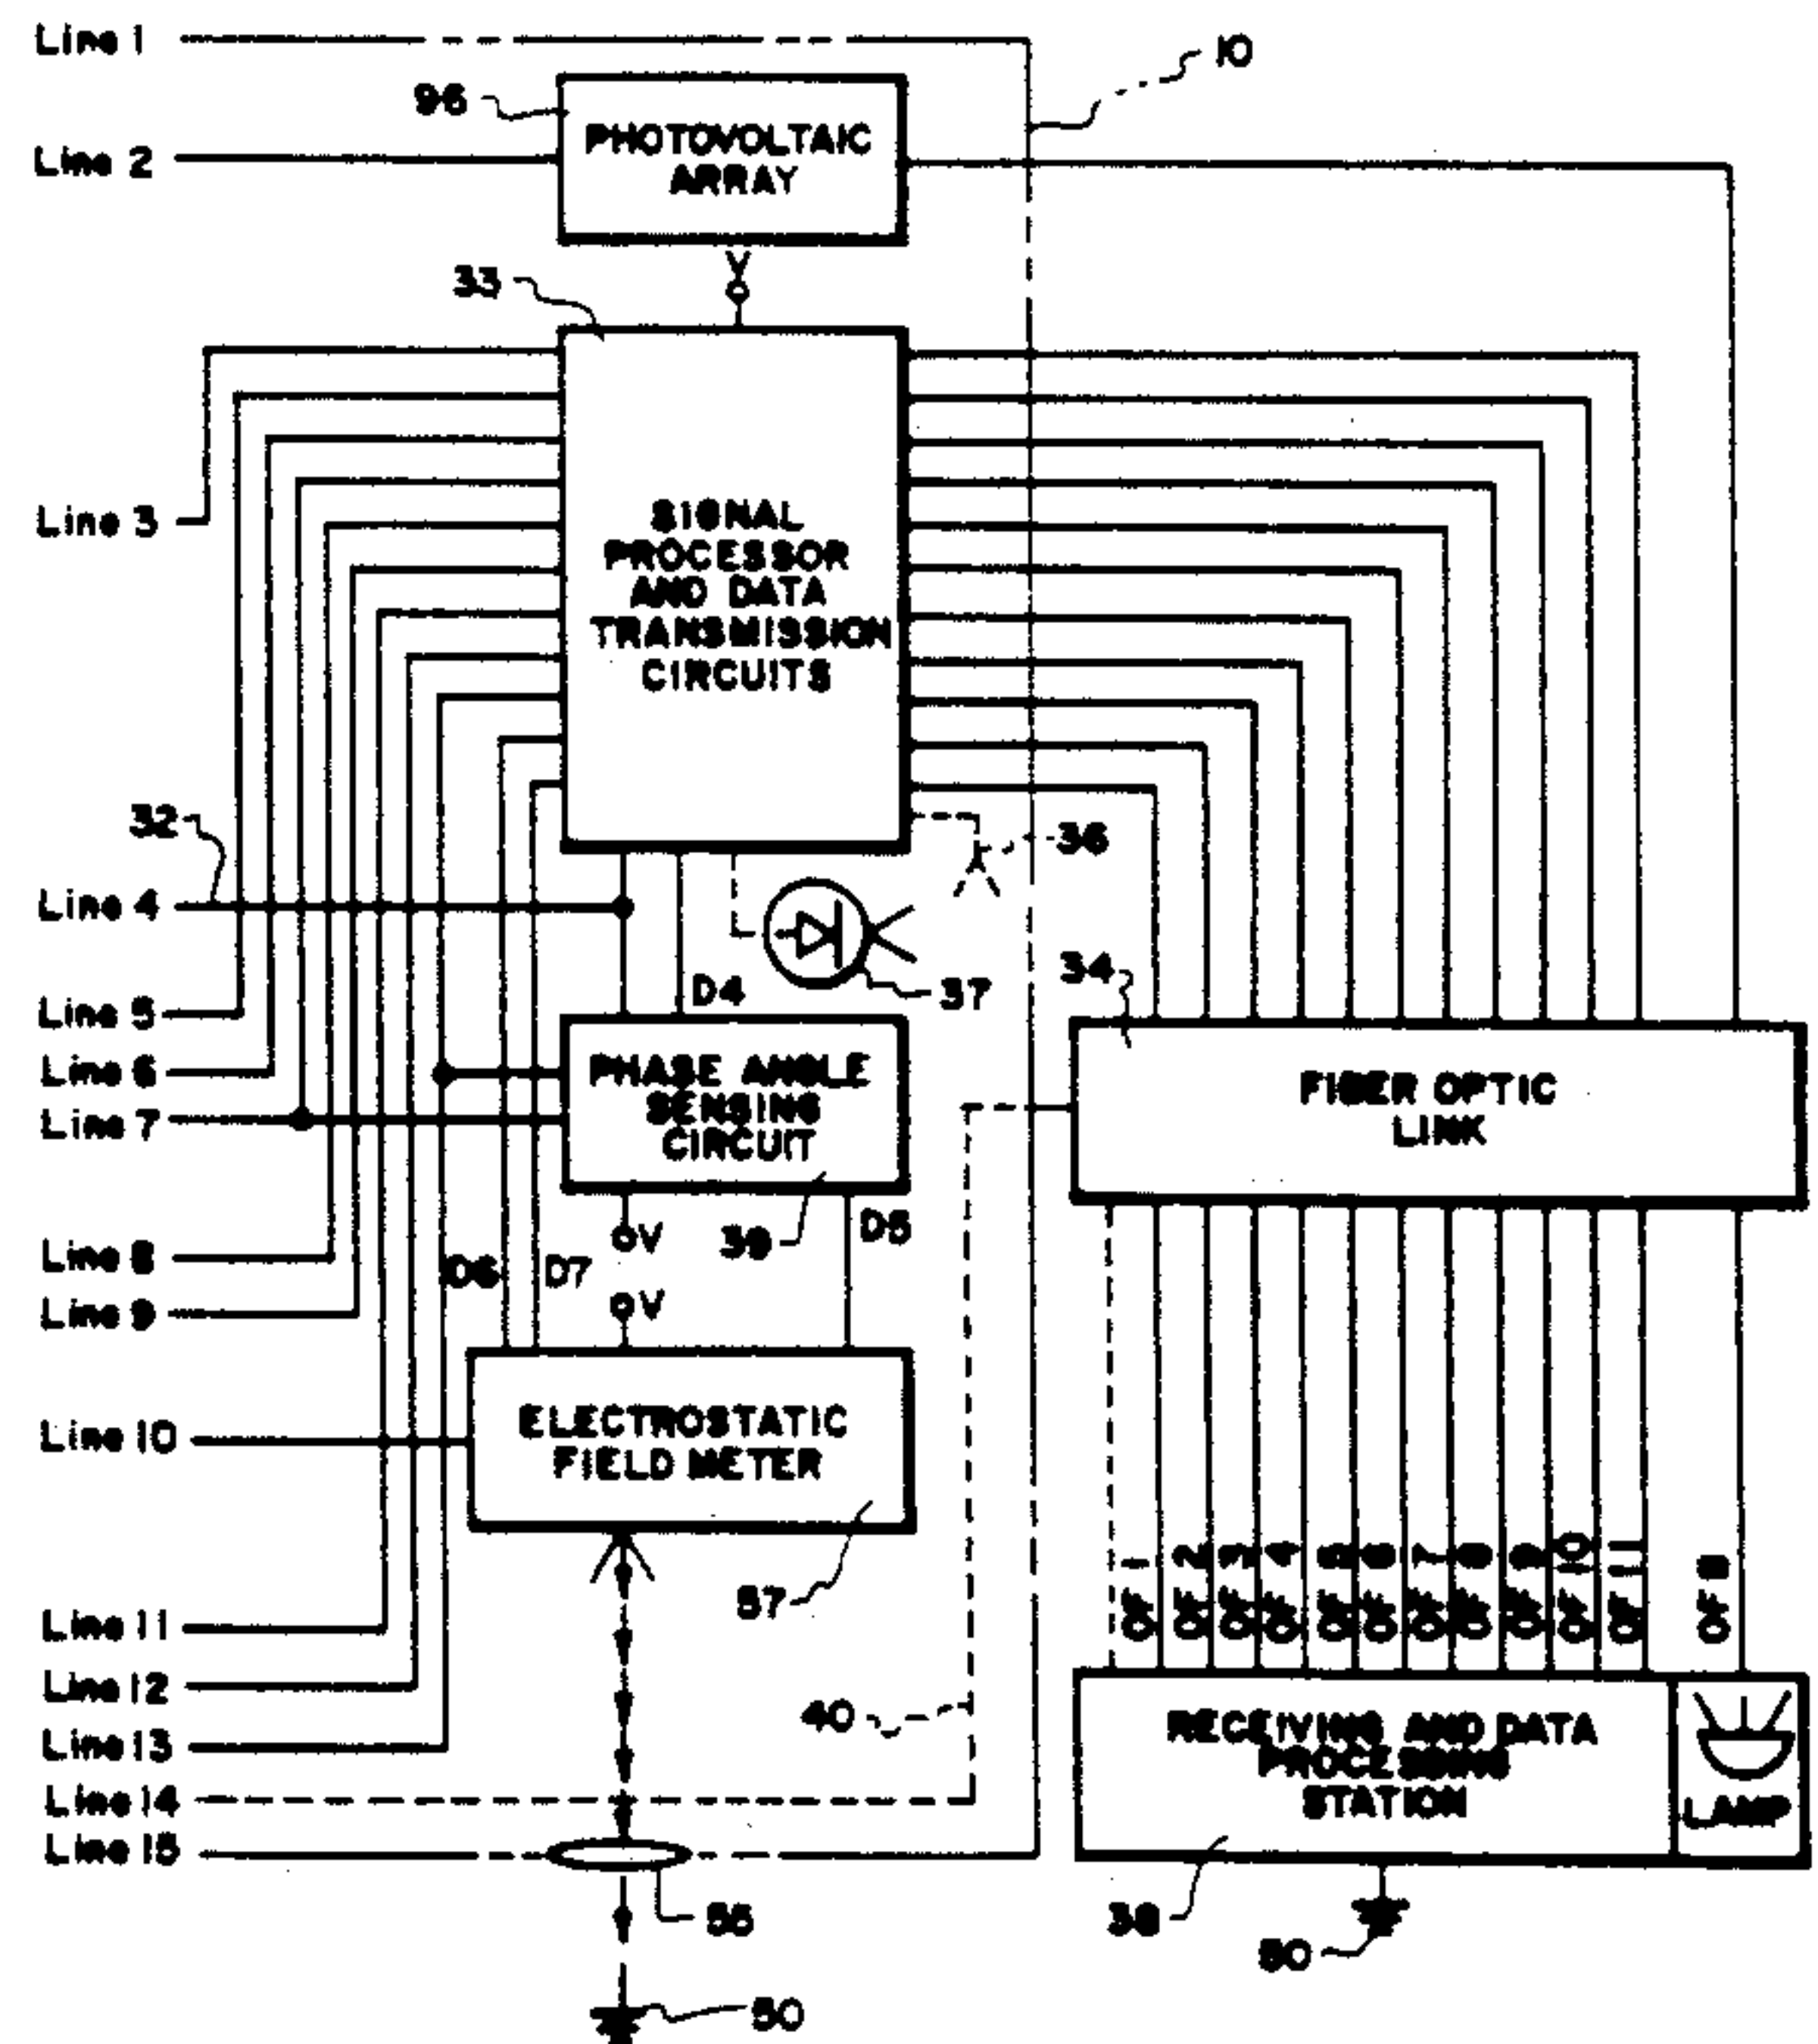 Line 1
10
96
PHOTOVOLTAIC
ARRAY
Line 2
V
33
Line 3
SIGNAL
PROCESSOR
AND DATA
TRANSMISSION
CIRCUITS
32
36
Line 4
37
34
D4
Line 5
PHASE ANGLE
SENSING
CIRCUIT
Line 6
Line 7
FIBER OPTIC
LINK
V
39
D5
Line 8
D6
D7
V
Line 9
Line 10
ELECTROSTATIC
FIELD METER
57
OF 1
OF 2
OF 3
OF 4
OF 5
OF 6
OF 7
OF 8
OF 9
OF 10
OF 11
Line 11
Line 12
40
Line 13
RECEIVING AND DATA
PROCESSING
STATION
LAMP
Line 14
Line 15
55
38
50
50